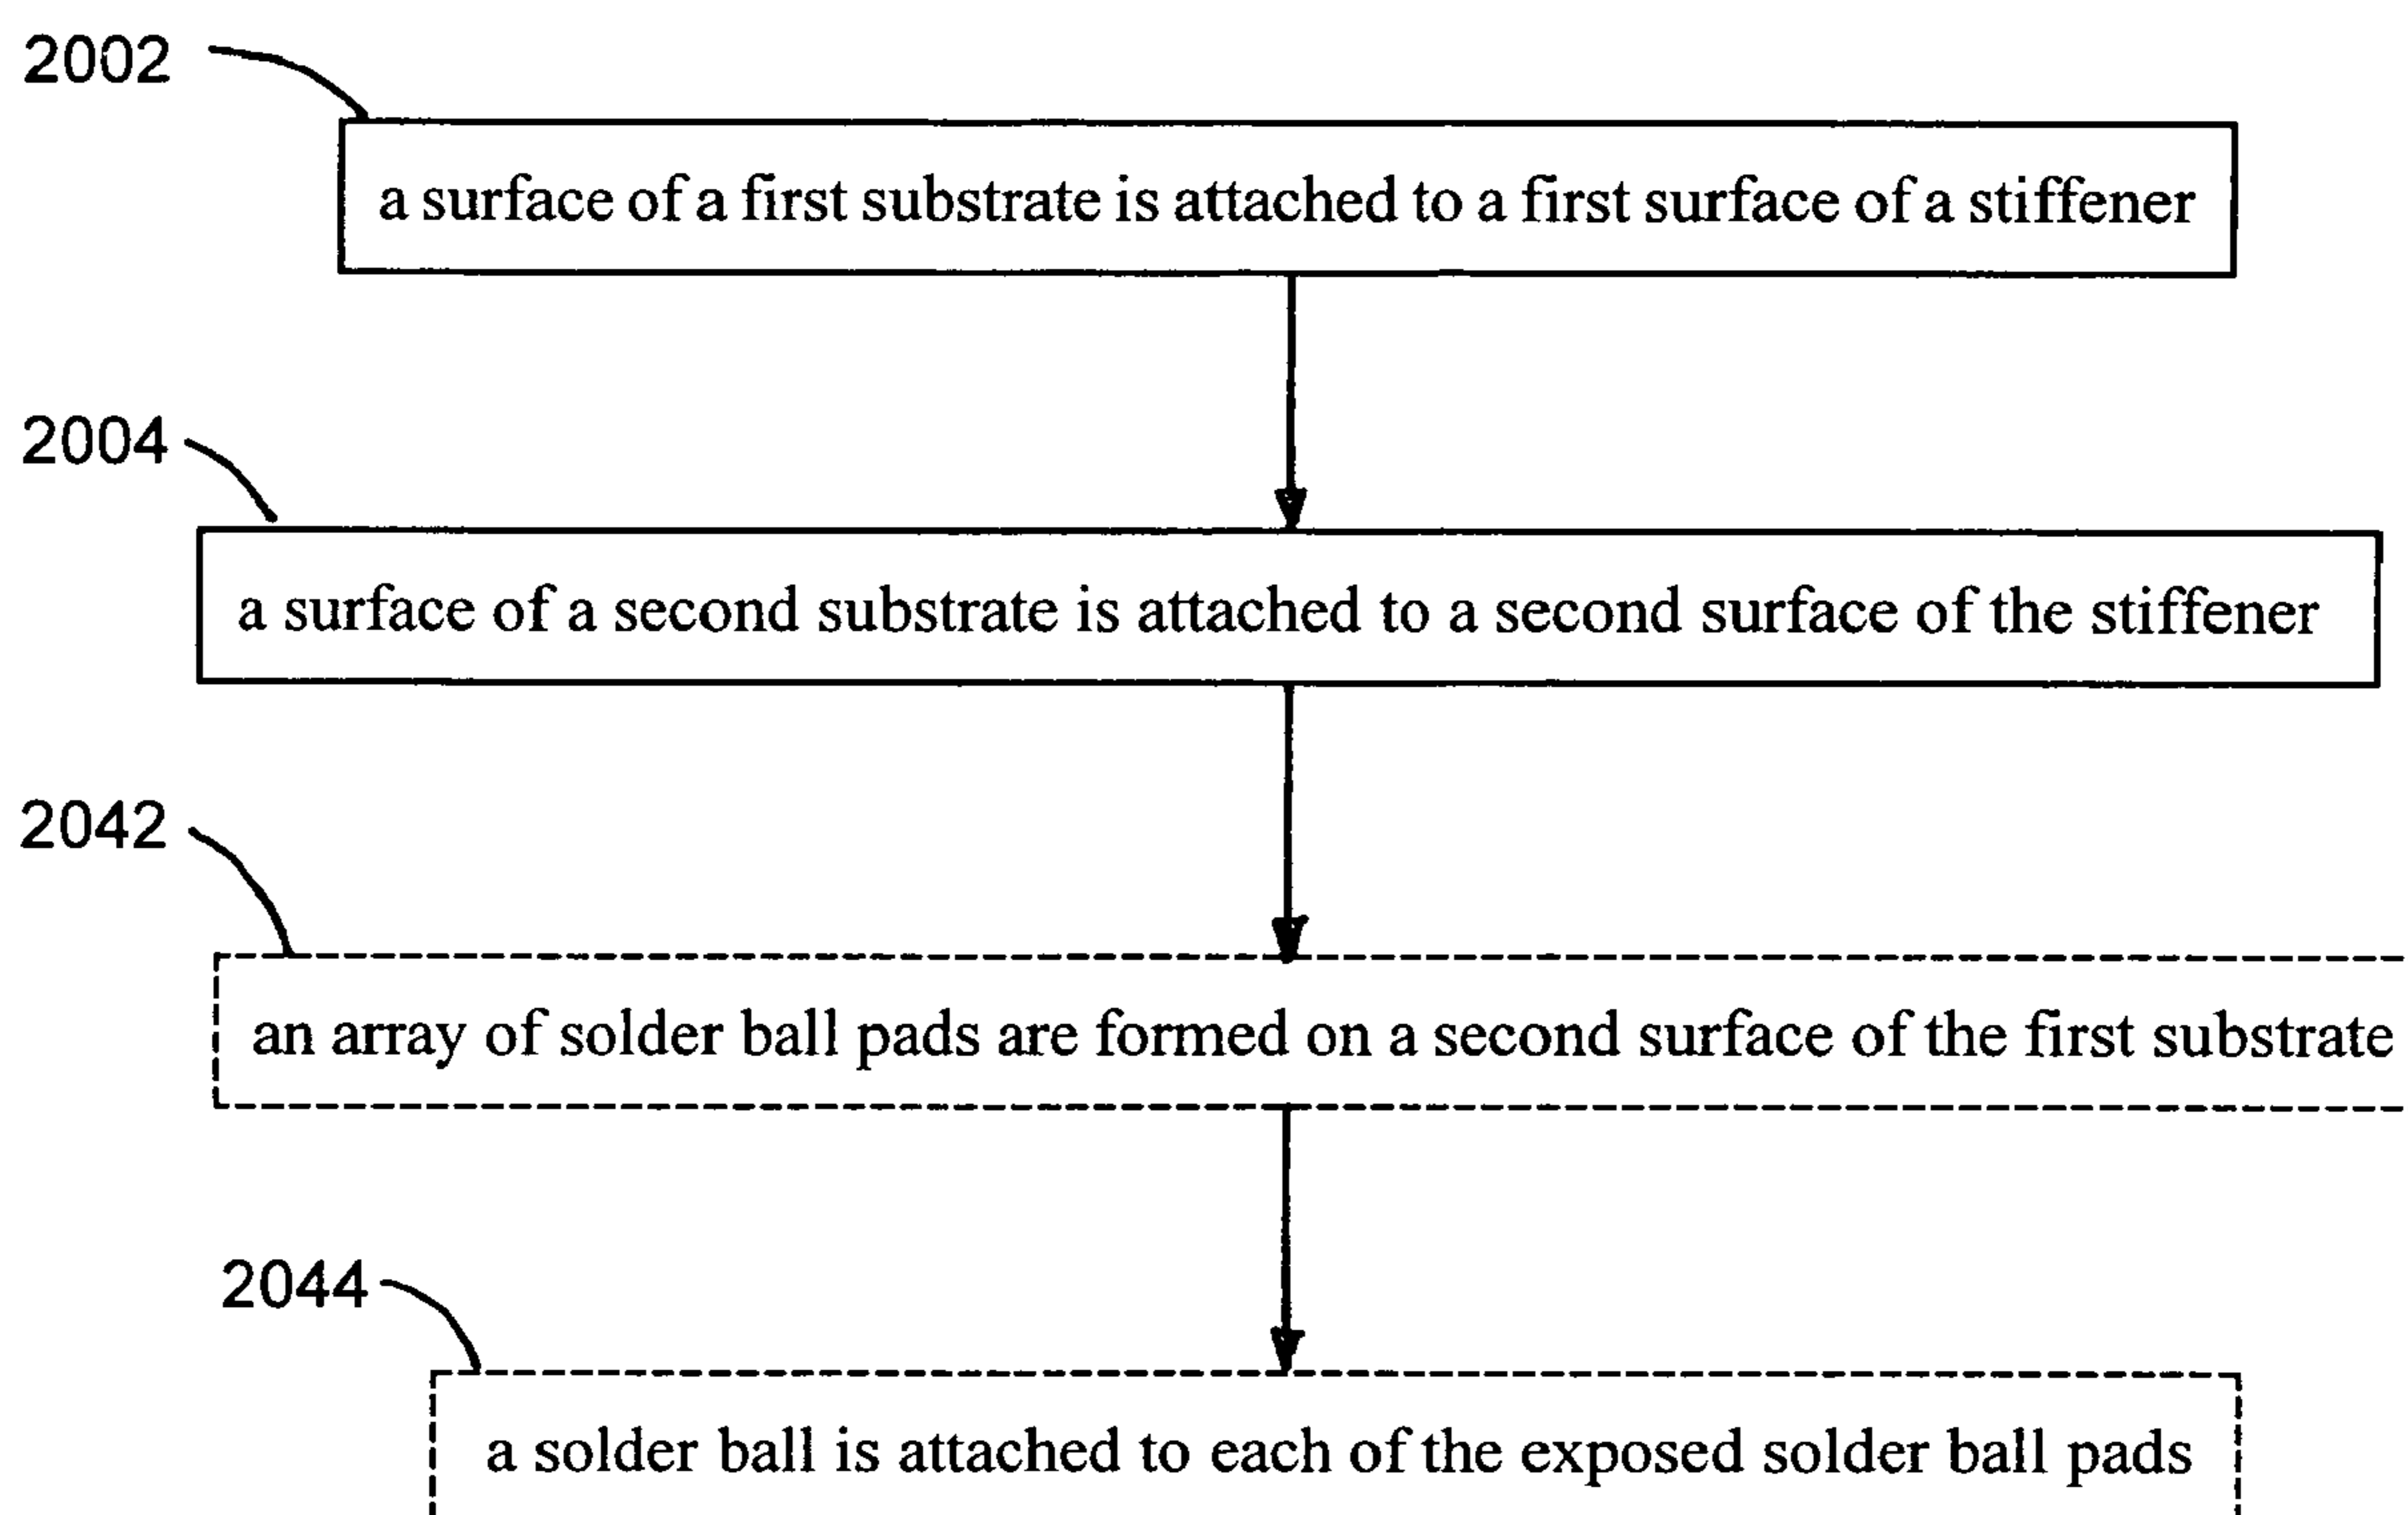 2002
a surface of a first substrate is attached to a first surface of a stiffener
2004
a surface of a second substrate is attached to a second surface of the stiffener
2042
an array of solder ball pads are formed on a second surface of the first substrate
2044
a solder ball is attached to each of the exposed solder ball pads